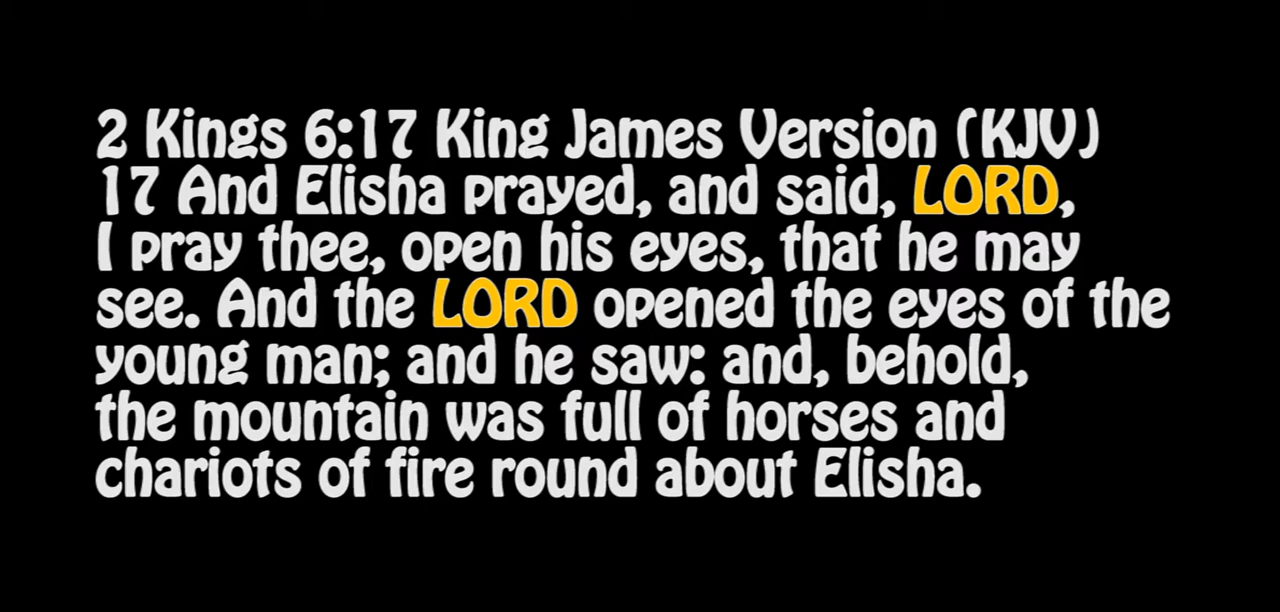 2 Kings 6:17 King James Version (KJV)
17 And Elisha prayed, and said, LORD,
I pray thee, open his eyes, that he may
see. And the LORD opened the eyes of the
young man; and he saw: and, behold,
the mountain was full of horses and
chariots of fire round about Elisha.